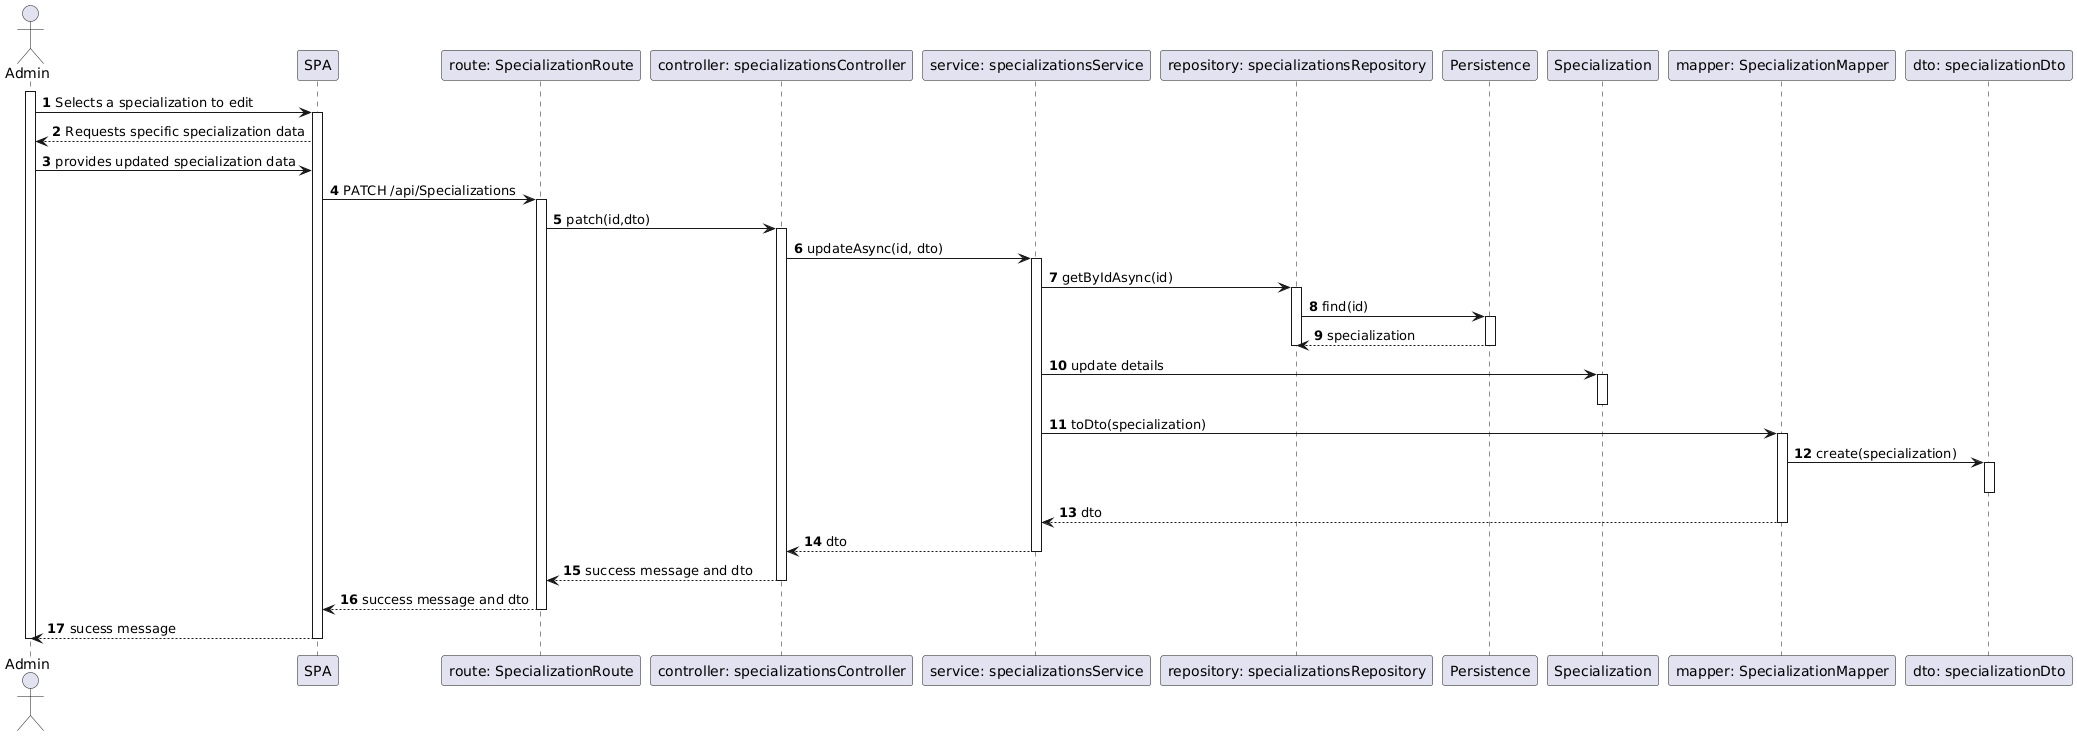 Admin
SPA
route: SpecializationRoute
controller: specializationsController
service: specializationsService
repository: specializationsRepository
Persistence
Specialization
mapper: SpecializationMapper
dto: specializationDto
1 Selects a specialization to edit
2 Requests specific specialization data
3 provides updated specialization data
4 PATCH /api/Specializations
5 patch(id,dto)
6 updateAsync(id, dto)
7 getByIdAsync(id)
8 find(id)
9 specialization
10 update details
11 toDto(specialization)
12 create(specialization)
13 dto
14 dto
15 success message and dto
16 success message and dto
17 sucess message
Admin
SPA
route: SpecializationRoute
controller: specializationsController
service: specializationsService
repository: specializationsRepository
Persistence
Specialization
mapper: SpecializationMapper
dto: specializationDto